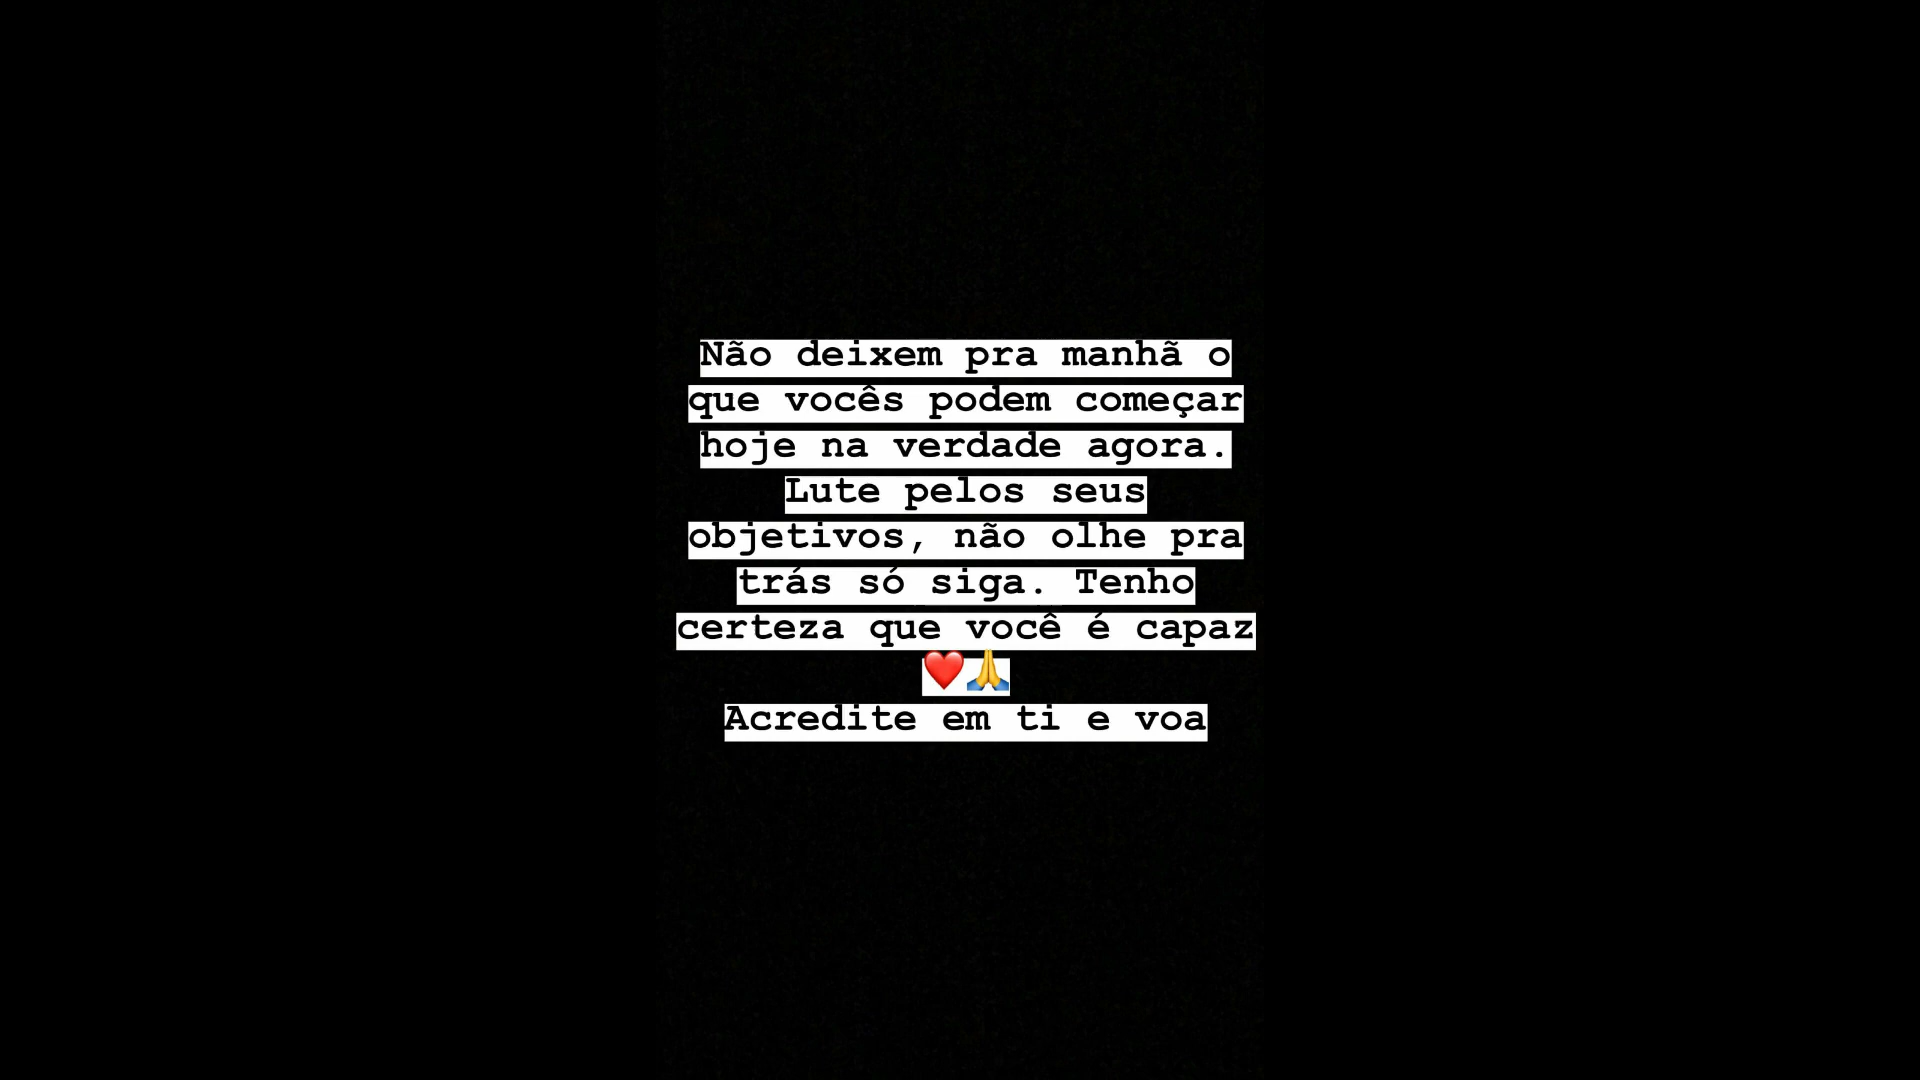 Não deixem pra manhã o
que vocês podem começar
hoje na verdade agora.
Lute pelos seus
objetivos, não olhe pra
trás só siga. Tenho
certeza que você é capaz
❤️🙏
Acredite em ti e voa